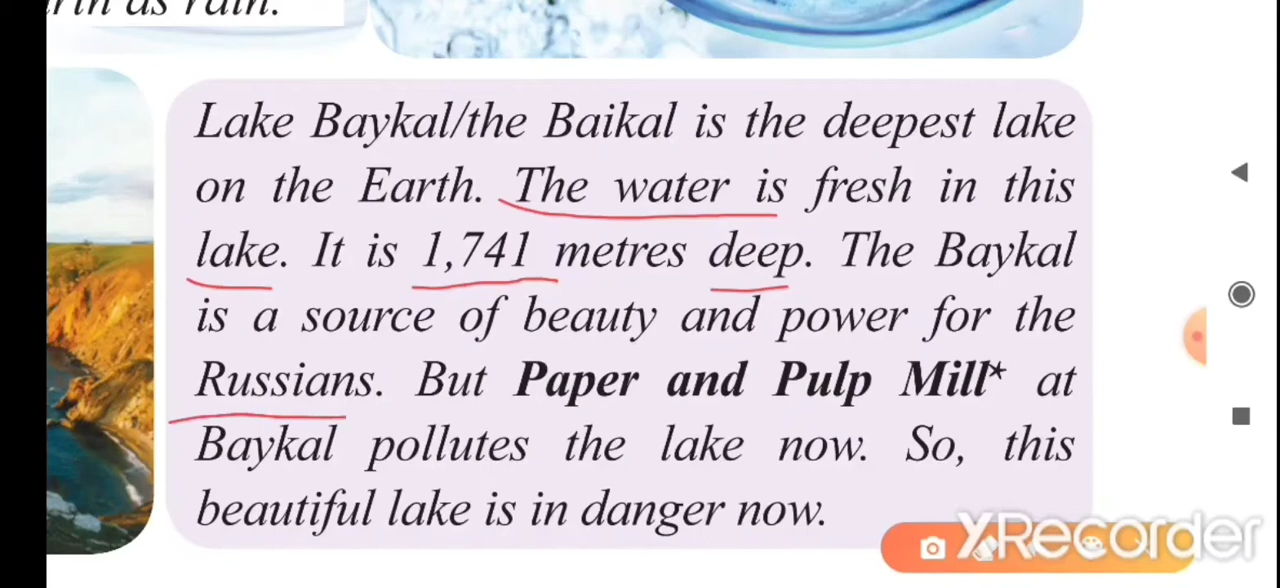 as rain.
Lake Baykal/the Baikal is the deepest lake
on the Earth. The water is fresh in this
lake. It is 1,741 metres deep. The Baykal
is a source of beauty and power for the
Russians. But Paper and Pulp Mill* at
Baykal pollutes the lake now. So, this
beautiful lake is in danger now.
XRecorder